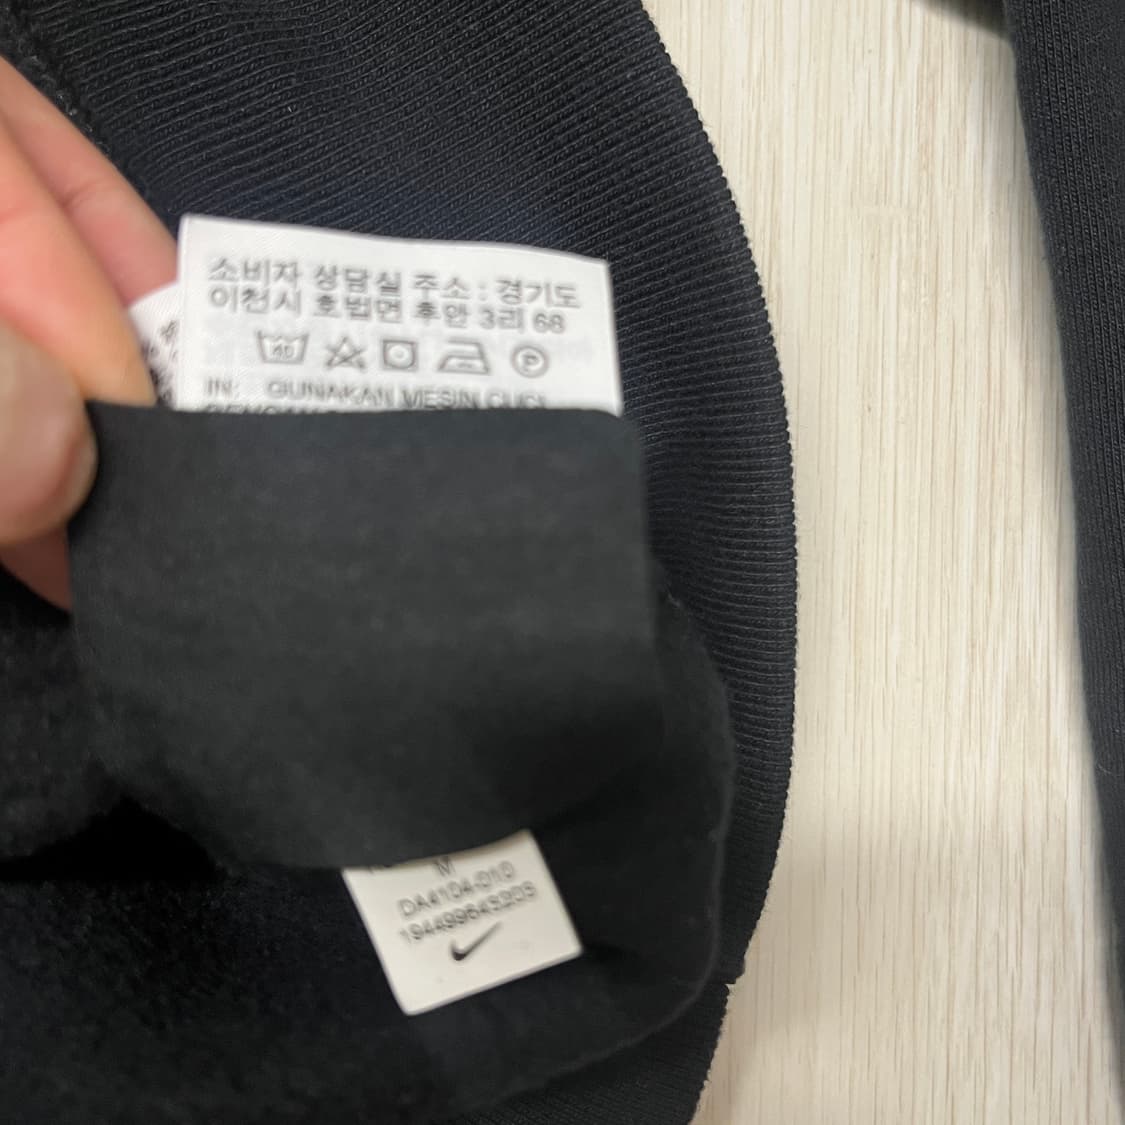 소비자 상담실 주소 : 경기도
이천시 호법면 후안 3리 68
40
P
IN: GUNAKAN MESIN CUCI
M
DA4104-010